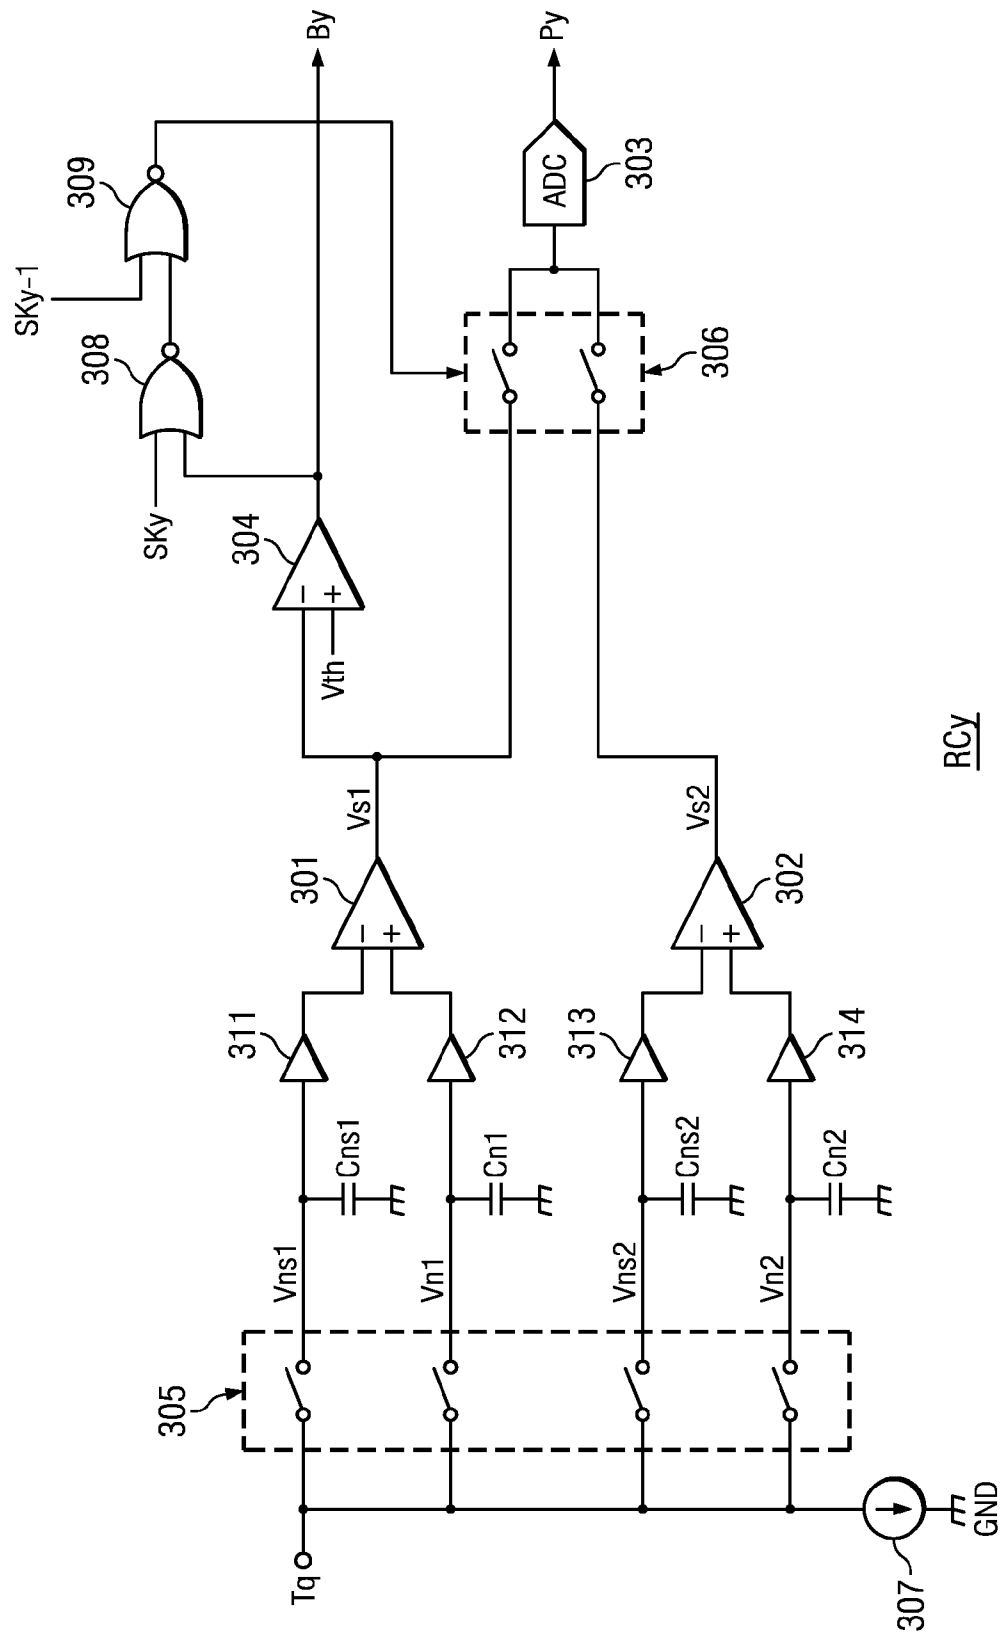 By
309
SKy-1
308
SKy
304
−
+
Vth
Py
ADC
303
306
Vs1
Vs2
301
−
+
302
−
+
311
312
313
314
Cns1
Cn1
Cns2
Cn2
Vns1
Vn1
Vns2
Vn2
305
Tq
307
GND
RCy